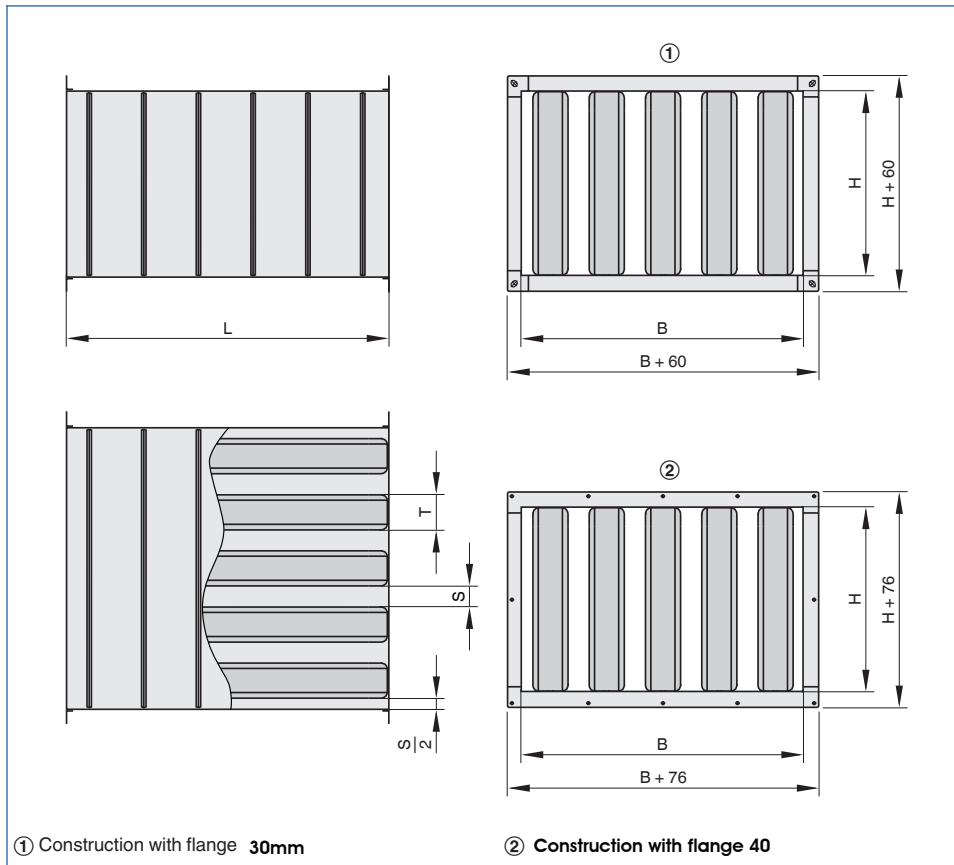 ①
H
H + 60
L
B
B + 60
T
S
S
2
②
H
H + 76
B
B + 76
① Construction with flange 30mm
② Construction with flange 40